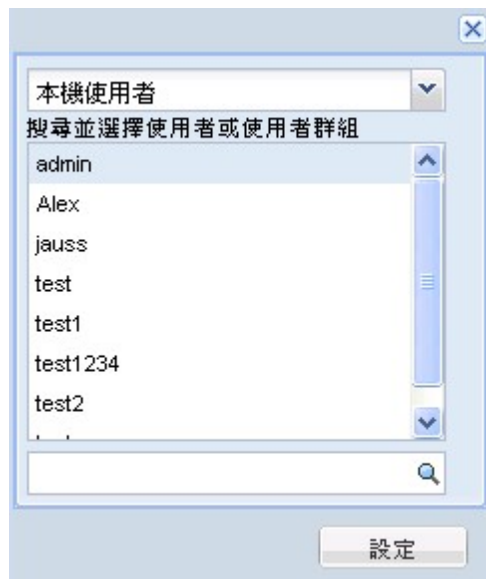 本機使用者
搜尋並選擇使用者或使用者群組
admin
Alex
jauss
test
test1
test1234
test2
設定